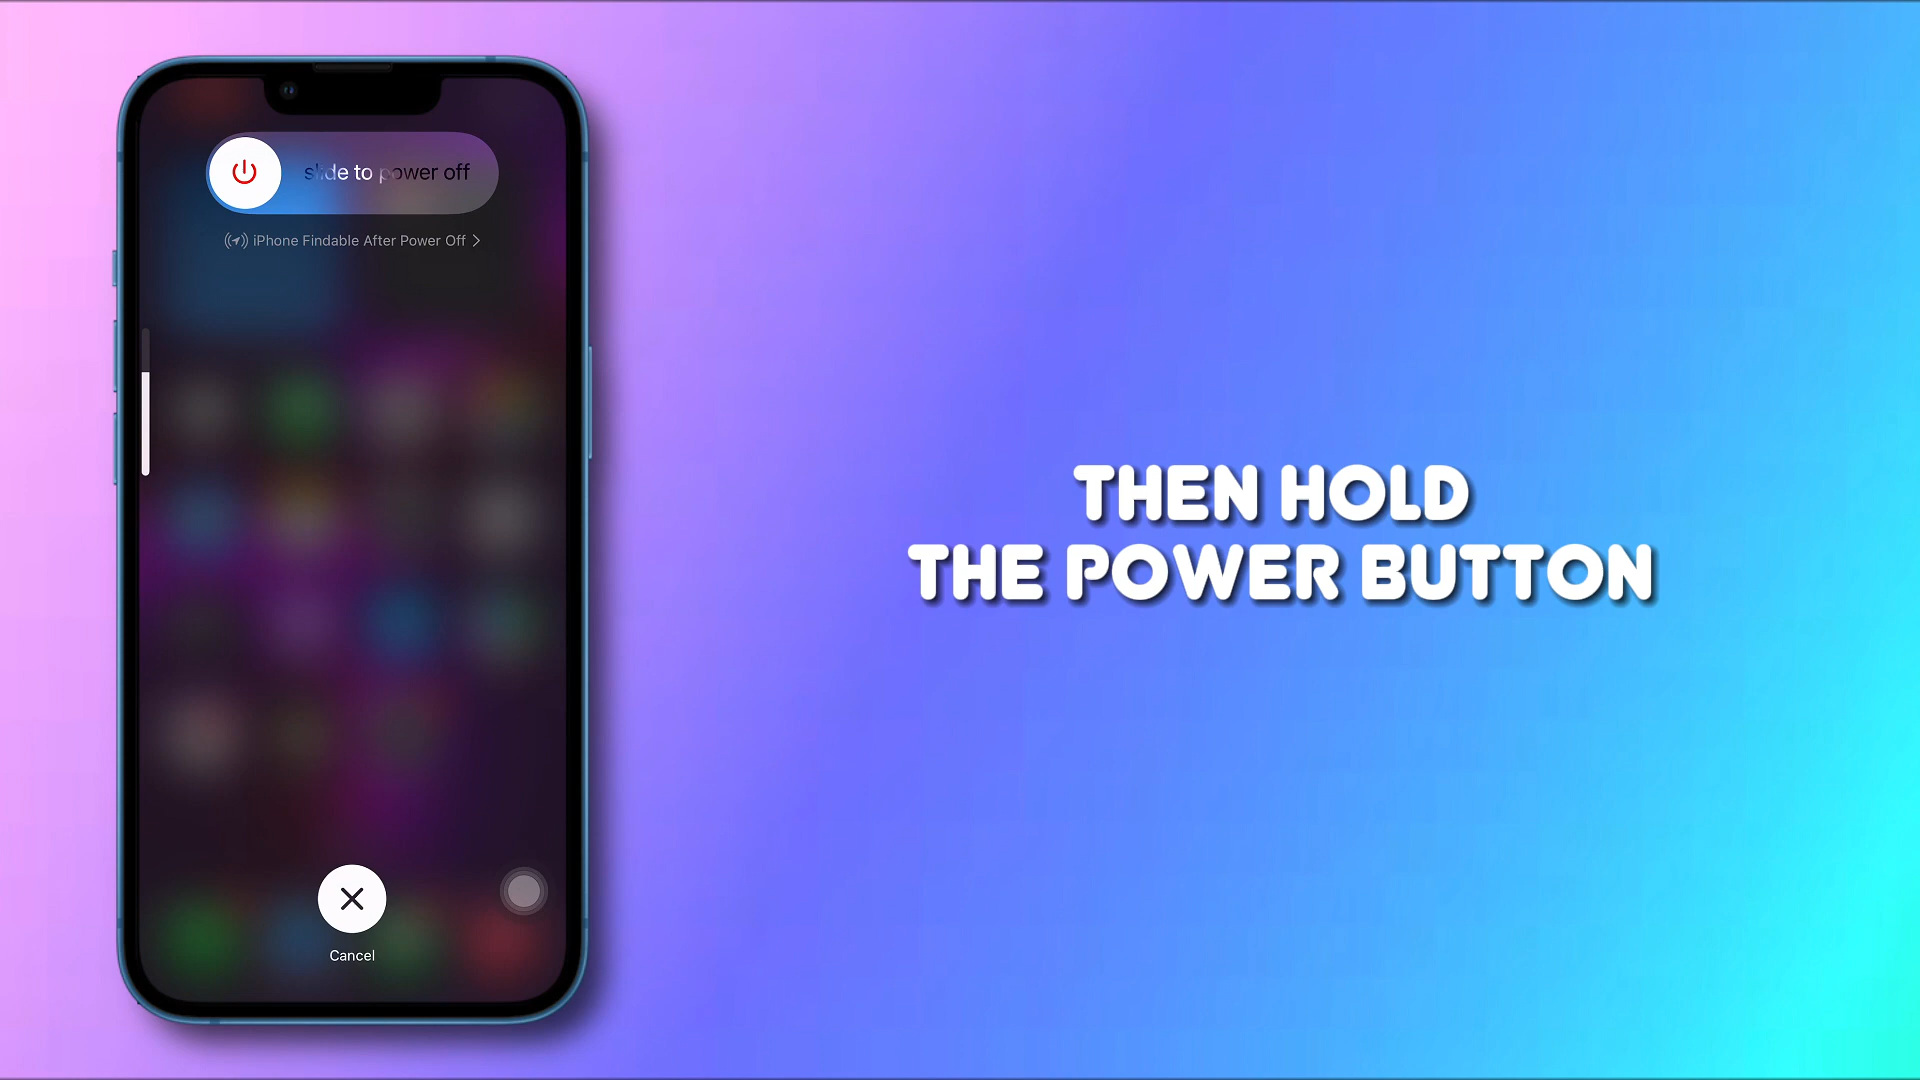 slide to power off
iPhone Findable After Power Off
THEN HOLD
THE POWER BUTTON
Cancel